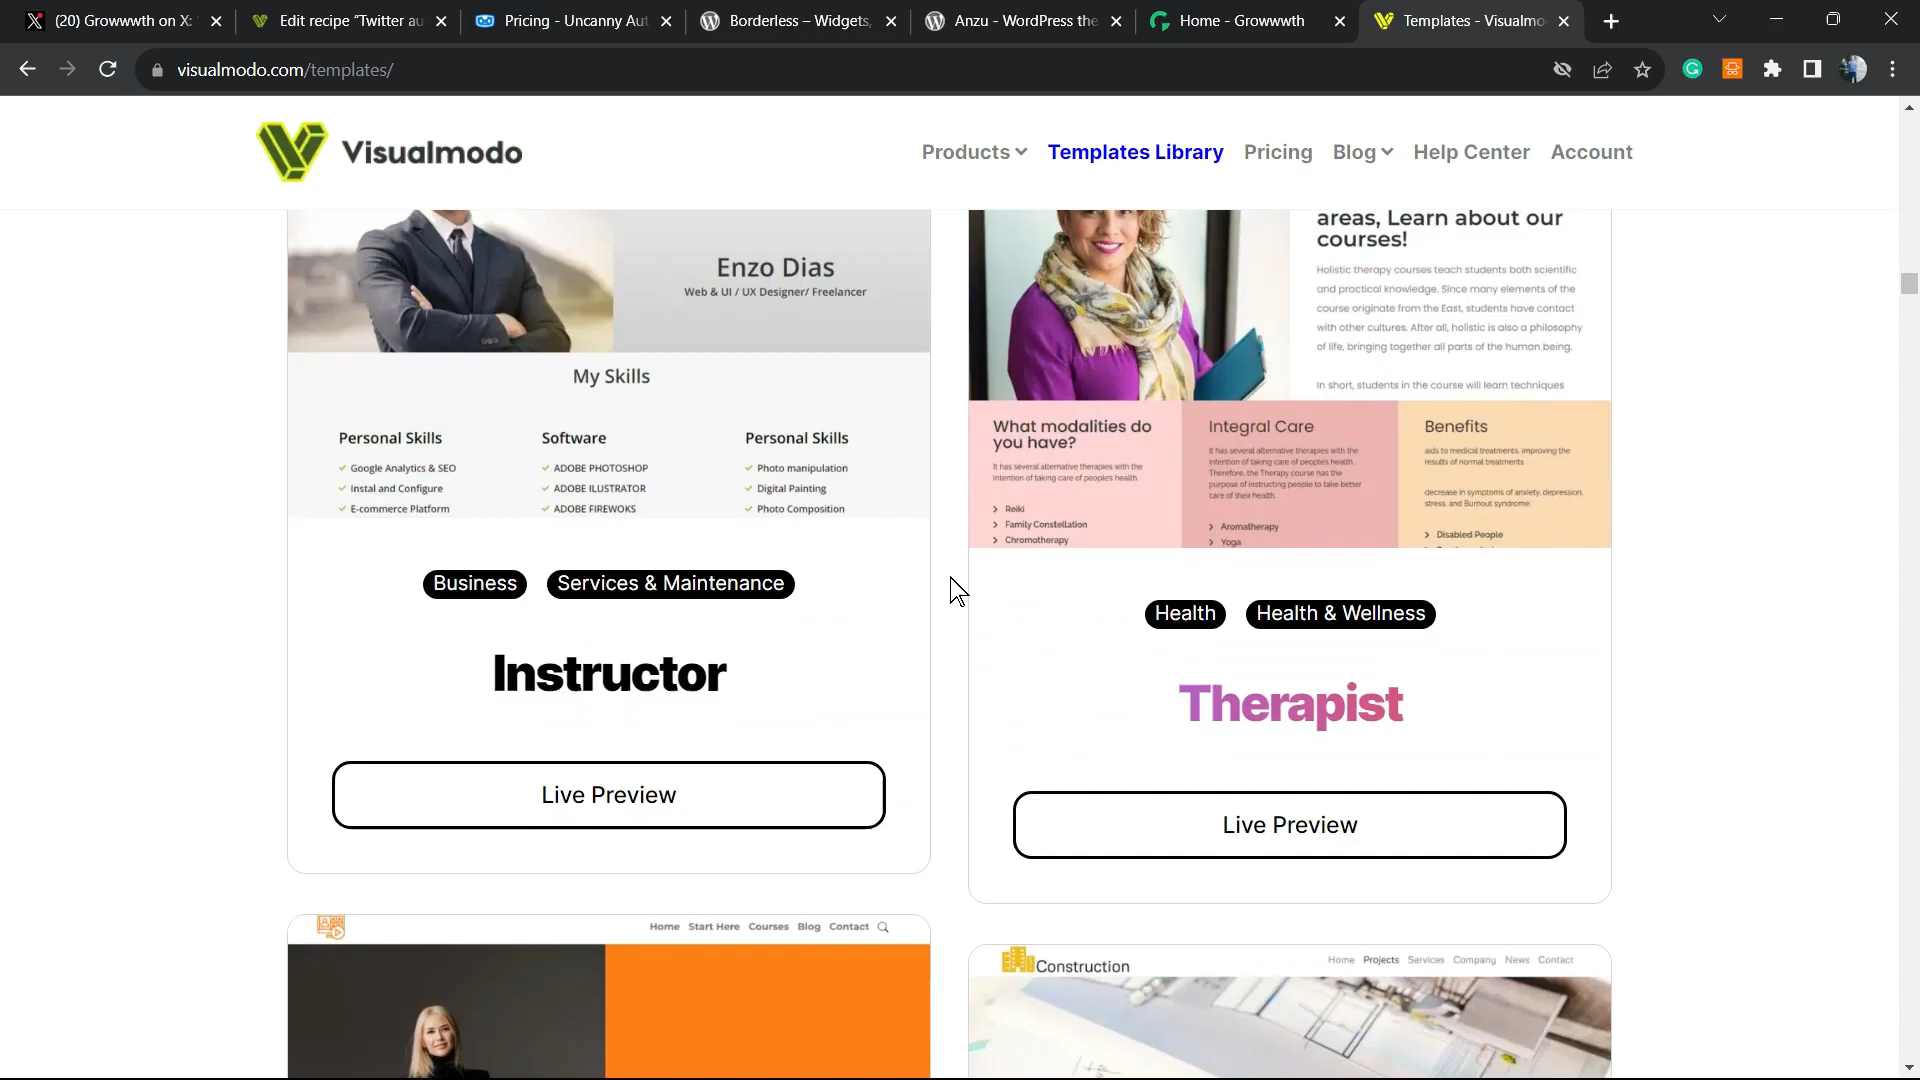 (20) Growwwth on X:
Edit recipe “Twitter au
Pricing - Uncanny Aut
Borderless – Widgets,
Anzu - WordPress the
Home - Growwwth
Templates - Visualmo
visualmodo.com/templates/
Visualmodo
Products
Templates Library
Pricing
Blog
Help Center
Account
Enzo Dias
Web & UI / UX Designer/ Freelancer
My Skills
Personal Skills
Google Analytics & SEO
Instal and Configure
E-commerce Platform
Software
ADOBE PHOTOSHOP
ADOBE ILUSTRATOR
ADOBE FIREWOKS
Personal Skills
Photo manipulation
Digital Painting
Photo Composition
Business
Services & Maintenance
Instructor
Live Preview
areas, Learn about our
courses!
Holistic therapy courses teach students both scientific
and practical knowledge. Since many elements of the
course originate from the East, students have contact
with other cultures. After all, holistic is also a philosophy
of life, bringing together all parts of the human being.
In short, students in the course will learn techniques
What modalities do
you have?
It has several alternative therapies with the
intention of taking care of people's health.
Reiki
Family Constellation
Chromotherapy
Integral Care
It has several alternative therapies with the
intention of taking care of people's health.
Therefore, the Therapy course has the
purpose of instructing people to take better
care of their health.
Aromatherapy
Yoga
Benefits
aids to medical treatments, improving the
results of normal treatments
decrease in symptoms of anxiety, depression,
stress, and Burnout syndrome;
Disabled People
Health
Health & Wellness
Therapist
Live Preview
Home
Start Here
Courses
Blog
Contact
Construction
Home
Projects
Services
Company
News
Contact